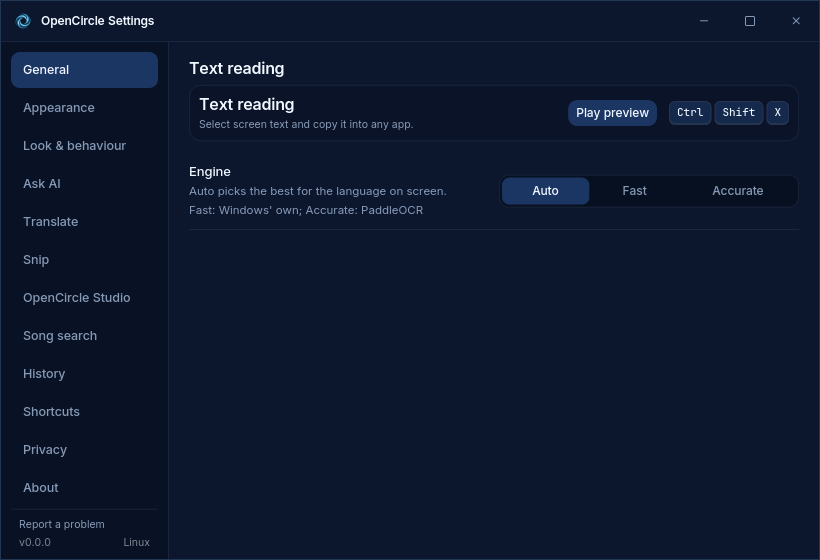 OpenCircle Settings
General
Appearance
Look & behaviour
Ask AI
Translate
Snip
OpenCircle Studio
Song search
History
Shortcuts
Privacy
About
Report a problem
v0.0.0 Linux
Text reading
Text reading
Select screen text and copy it into any app.
Play preview Ctrl Shift X
Engine
Auto picks the best for the language on screen.
Fast: Windows' own; Accurate: PaddleOCR
Auto Fast Accurate